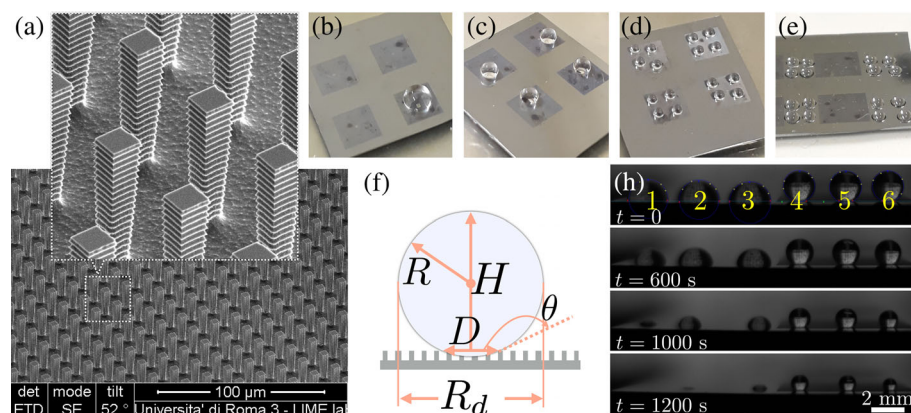 (a)
(b)
(c)
(d)
(e)
(f)
R
H
D
θ
R_d
(h)
1 2 3 4 5 6
t = 0
t = 600 s
t = 1000 s
t = 1200 s
2 mm
det mode tilt
ETD SE 52 °
100 µm
Universita' di Roma 3 - LIME lab